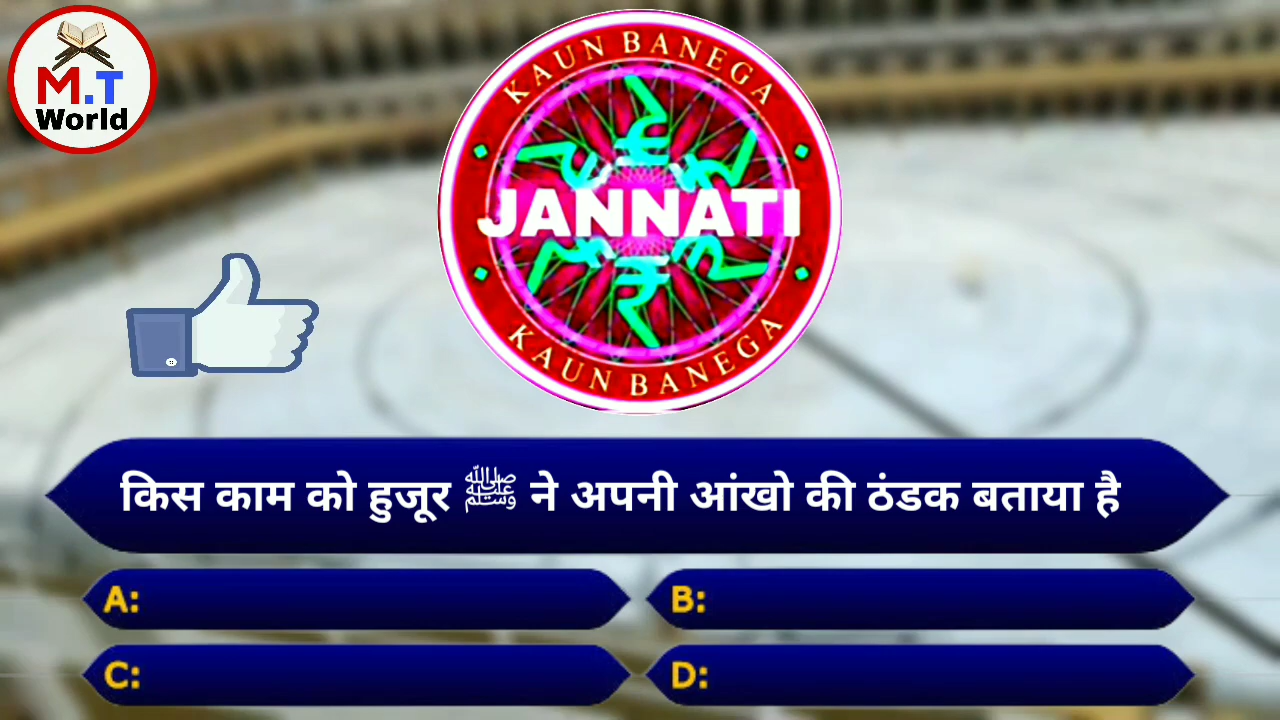 M.T
World
KAUN BANEGA
JANNATI
KAUN BANEGA
किस काम को हुजूर ﷺ ने अपनी आंखो की ठंडक बताया है
A:
B:
C:
D: